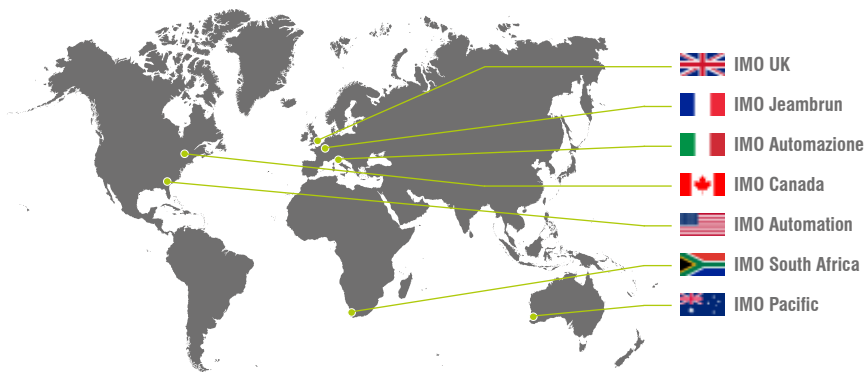 IMO UK
IMO Jeambrun
IMO Automazione
IMO Canada
IMO Automation
IMO South Africa
IMO Pacific